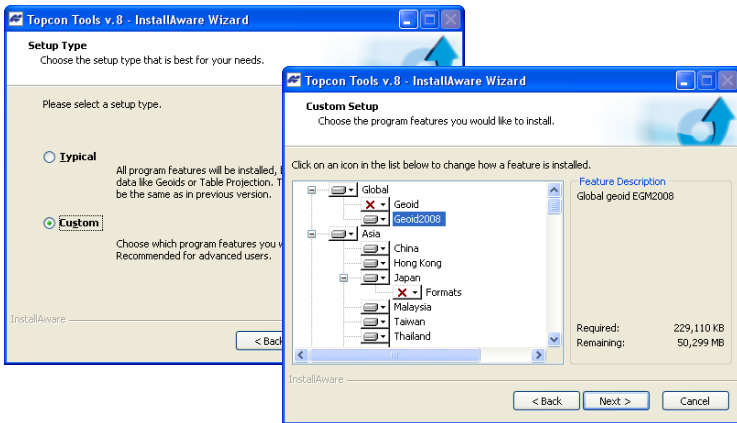 Topcon Tools v.8 - InstallAware Wizard
Setup Type
Choose the setup type that is best for your needs.
Please select a setup type.
Typical
All program features will be installed,
data like Geoids or Table Projection. T
be the same as in previous version.
Custom
Choose which program features you
Recommended for advanced users.
InstallAware
< Back
Topcon Tools v.8 - InstallAware Wizard
Custom Setup
Choose the program features you would like to install.
Click on an icon in the list below to change how a feature is installed.
Global
Geoid
Geoid2008
Asia
China
Hong Kong
Japan
Formats
Malaysia
Taiwan
Thailand
Feature Description
Global geoid EGM2008
Required: 229,110 KB
Remaining: 50,299 MB
InstallAware
< Back Next > Cancel